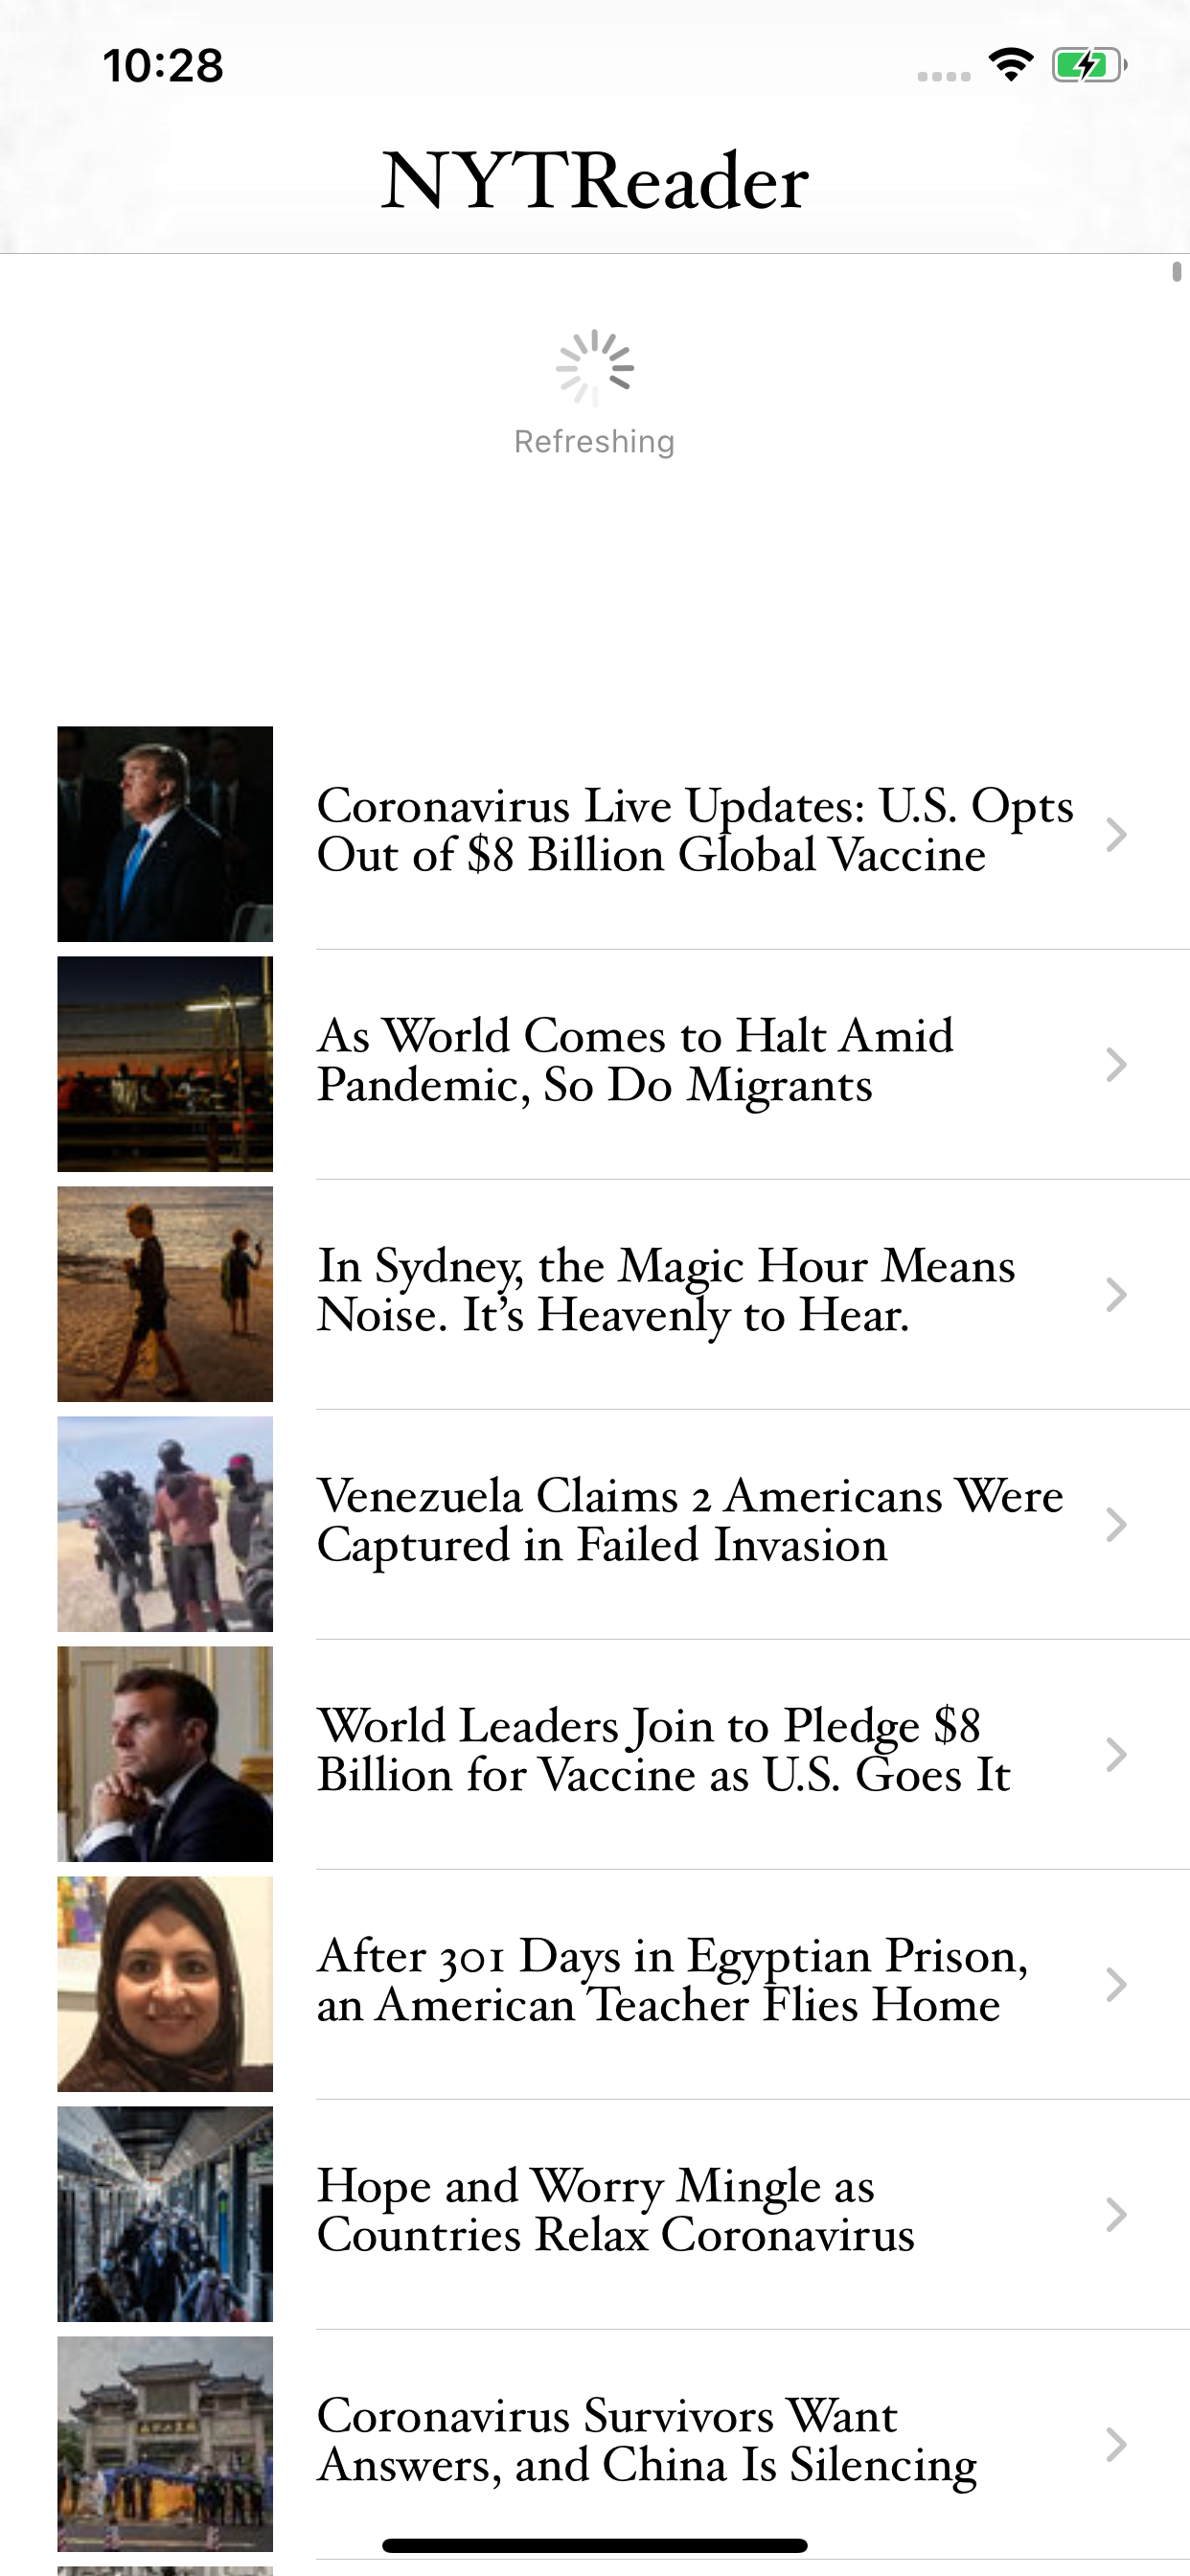 10:28
NYTReader
Refreshing
Coronavirus Live Updates: U.S. Opts
Out of $8 Billion Global Vaccine
As World Comes to Halt Amid
Pandemic, So Do Migrants
In Sydney, the Magic Hour Means
Noise. It’s Heavenly to Hear.
Venezuela Claims 2 Americans Were
Captured in Failed Invasion
World Leaders Join to Pledge $8
Billion for Vaccine as U.S. Goes It
After 301 Days in Egyptian Prison,
an American Teacher Flies Home
Hope and Worry Mingle as
Countries Relax Coronavirus
Coronavirus Survivors Want
Answers, and China Is Silencing